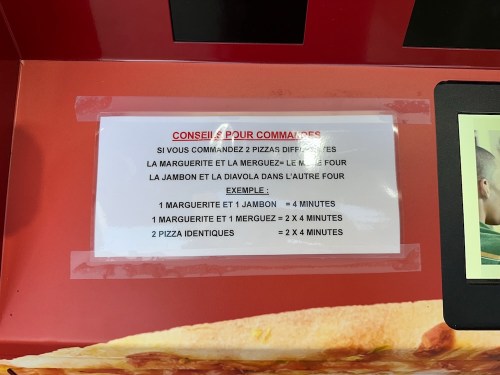 CONSEILS POUR COMMANDES
SI VOUS COMMANDEZ 2 PIZZAS DIFFERENTES
LA MARGUERITE ET LA MERGUEZ= LE MEME FOUR
LA JAMBON ET LA DIAVOLA DANS L'AUTRE FOUR
EXEMPLE :
1 MARGUERITE ET 1 JAMBON = 4 MINUTES
1 MARGUERITE ET 1 MERGUEZ = 2 X 4 MINUTES
2 PIZZA IDENTIQUES = 2 X 4 MINUTES